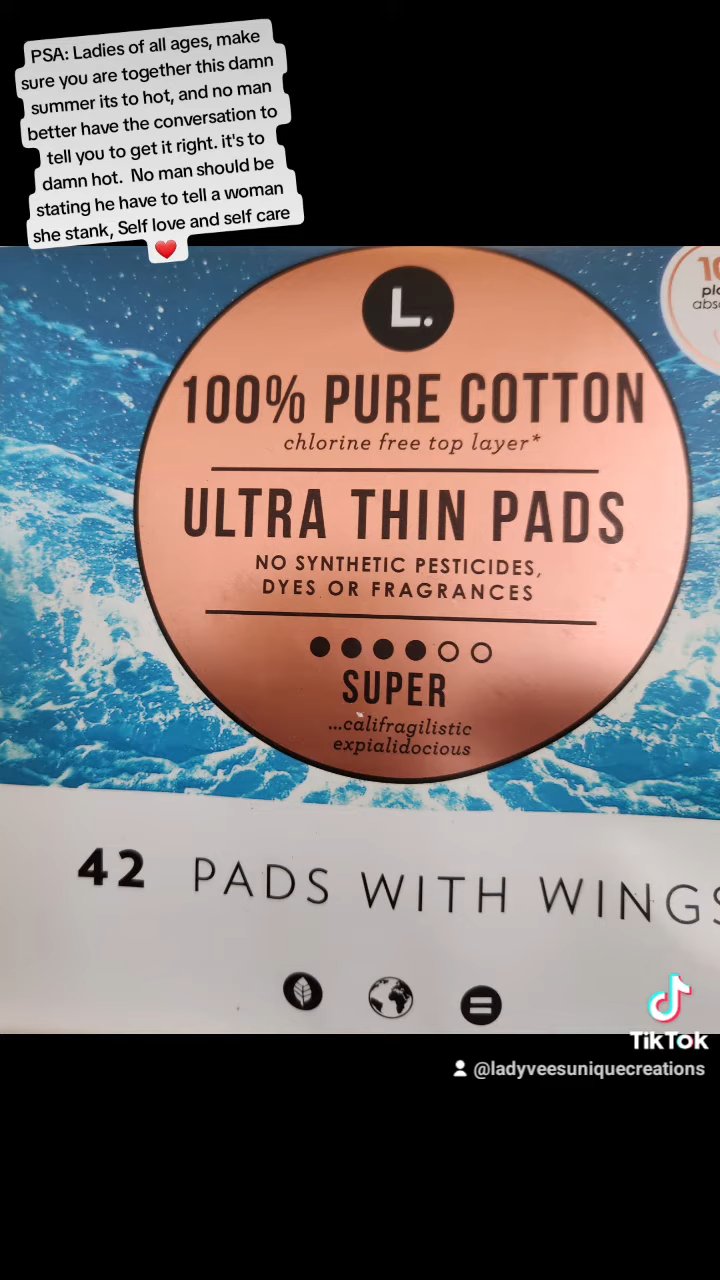 PSA: Ladies of all ages, make
sure you are together this damn
summer its to hot, and no man
better have the conversation to
tell you to get it right. it's to
damn hot.  No man should be
stating he have to tell a woman
she stank, Self love and self care
❤️
L.
100% PURE COTTON
chlorine free top layer*
ULTRA THIN PADS
NO SYNTHETIC PESTICIDES,
DYES OR FRAGRANCES
SUPER
...califragilistic
expialidocious
42 PADS WITH WINGS
TikTok
@ladyveesuniquecreations